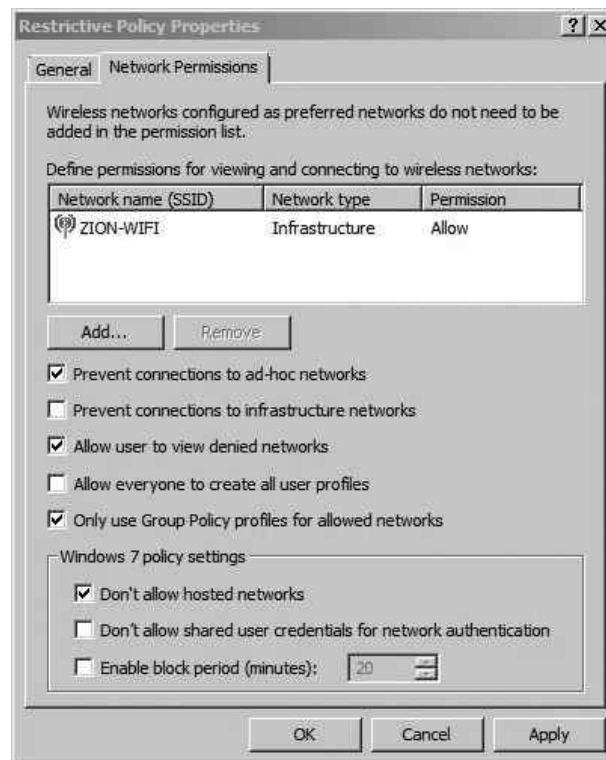 Restrictive Policy Properties
General
Network Permissions
Wireless networks configured as preferred networks do not need to be
added in the permission list.
Define permissions for viewing and connecting to wireless networks:
Network name (SSID) Network type Permission
ZION-WIFI Infrastructure Allow
Add... Remove
Prevent connections to ad-hoc networks
Prevent connections to infrastructure networks
Allow user to view denied networks
Allow everyone to create all user profiles
Only use Group Policy profiles for allowed networks
Windows 7 policy settings
Don't allow hosted networks
Don't allow shared user credentials for network authentication
Enable block period (minutes): 20
OK Cancel Apply